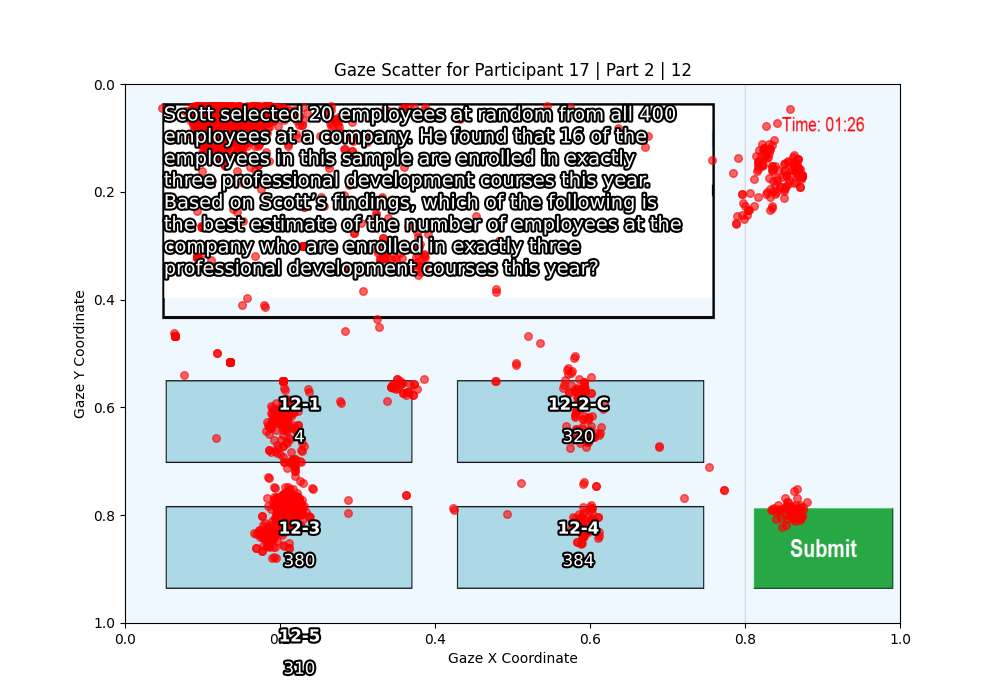 Gaze Scatter for Participant 17 | Part 2 | 12
Scott selected 20 employees at random from all 400
employees at a company. He found that 16 of the
employees in this sample are enrolled in exactly
three professional development courses this year.
Based on Scott's findings, which of the following is
the best estimate of the number of employees at the
company who are enrolled in exactly three
professional development courses this year?
Time: 01:26
12-1
4
12-2-C
320
12-3
380
12-4
384
Submit
12-5
310
0.0
0.2
0.4
0.6
0.8
1.0
0.0
0.2
0.4
0.6
0.8
1.0
Gaze X Coordinate
Gaze Y Coordinate